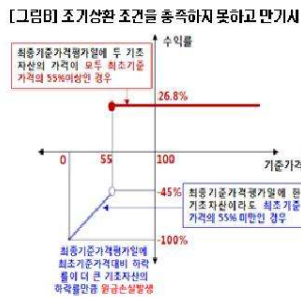 [그림B] 조기상환 조건을 충족하지 못하고 만기시
수익률
최종기준가격평가일에 두 기초
자산의 가격이 모두 최초기준
가격의 55%이상인 경우
26.8%
0
55
100
기준가격
-45%
최종기준가격평가일에 한
기초자산이라도 최초기준
가격의 55% 미만인 경우
-100%
최종기준가격평가일에
최초기준가격대비 하락
률이 더 큰 기초자산의
하락률만큼 원금손실발생